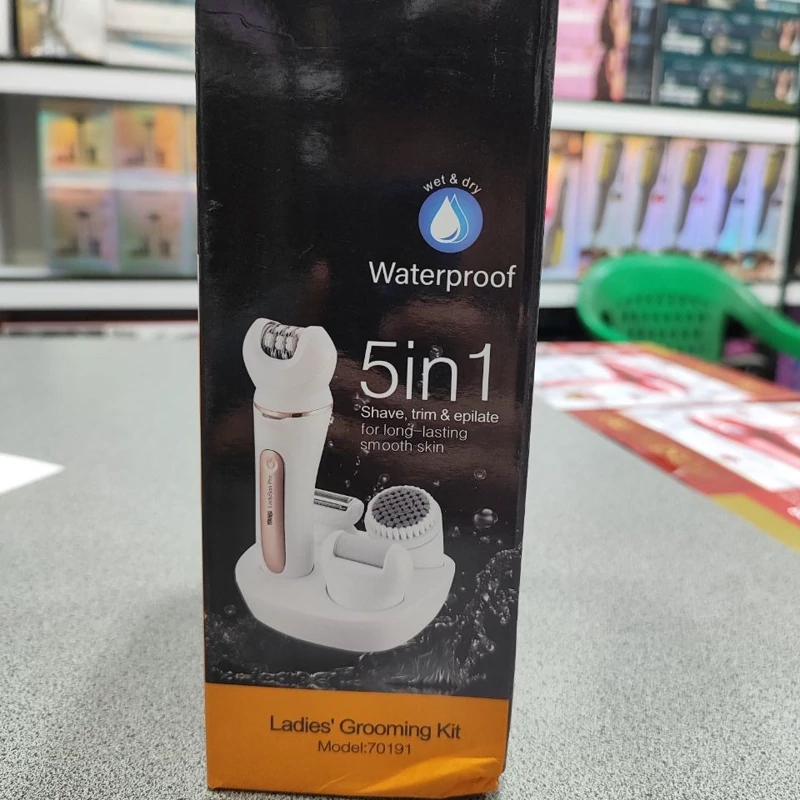 wet & dry
Waterproof
5in1
Shave, trim & epilate
for long-lasting
smooth skin
Ladies' Grooming Kit
Model:70191